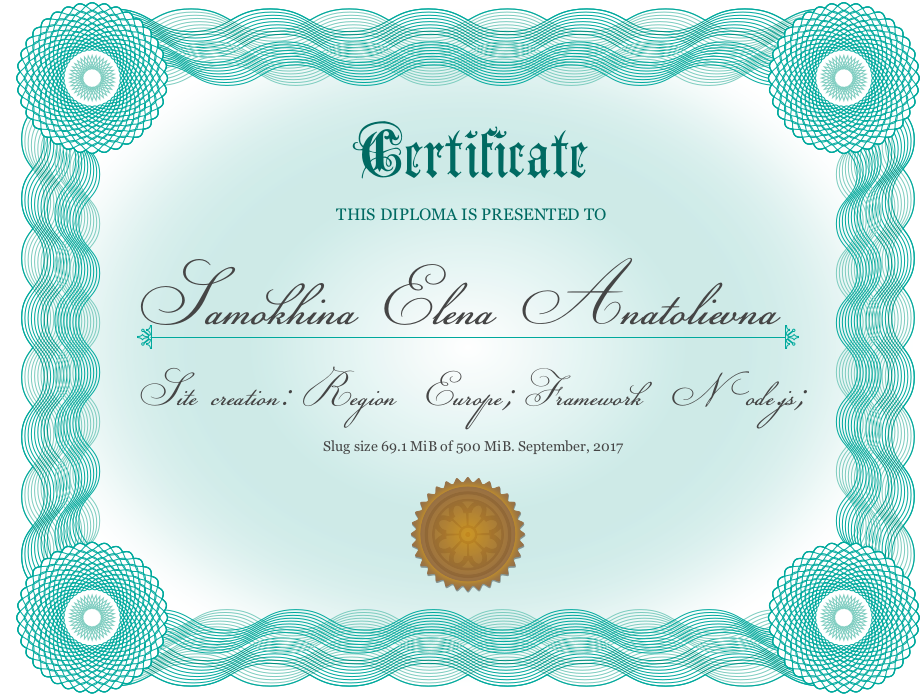 Certificate
THIS DIPLOMA IS PRESENTED TO
Samokhina Elena Anatolievna
Site creation: Region Europe; Framework Node.js;
Slug size 69.1 MiB of 500 MiB. September, 2017